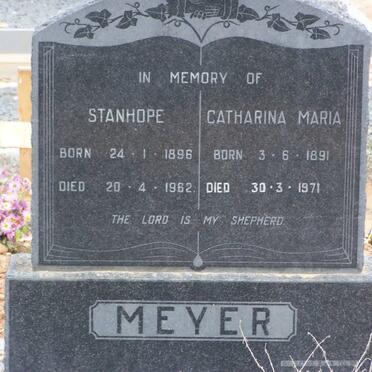 IN MEMORY OF
STANHOPE CATHARINA MARIA
BORN 24·1·1896 BORN 3·6·1891
DIED 20·4·1962. DIED 30·3·1971
THE LORD IS MY SHEPHERD.
MEYER